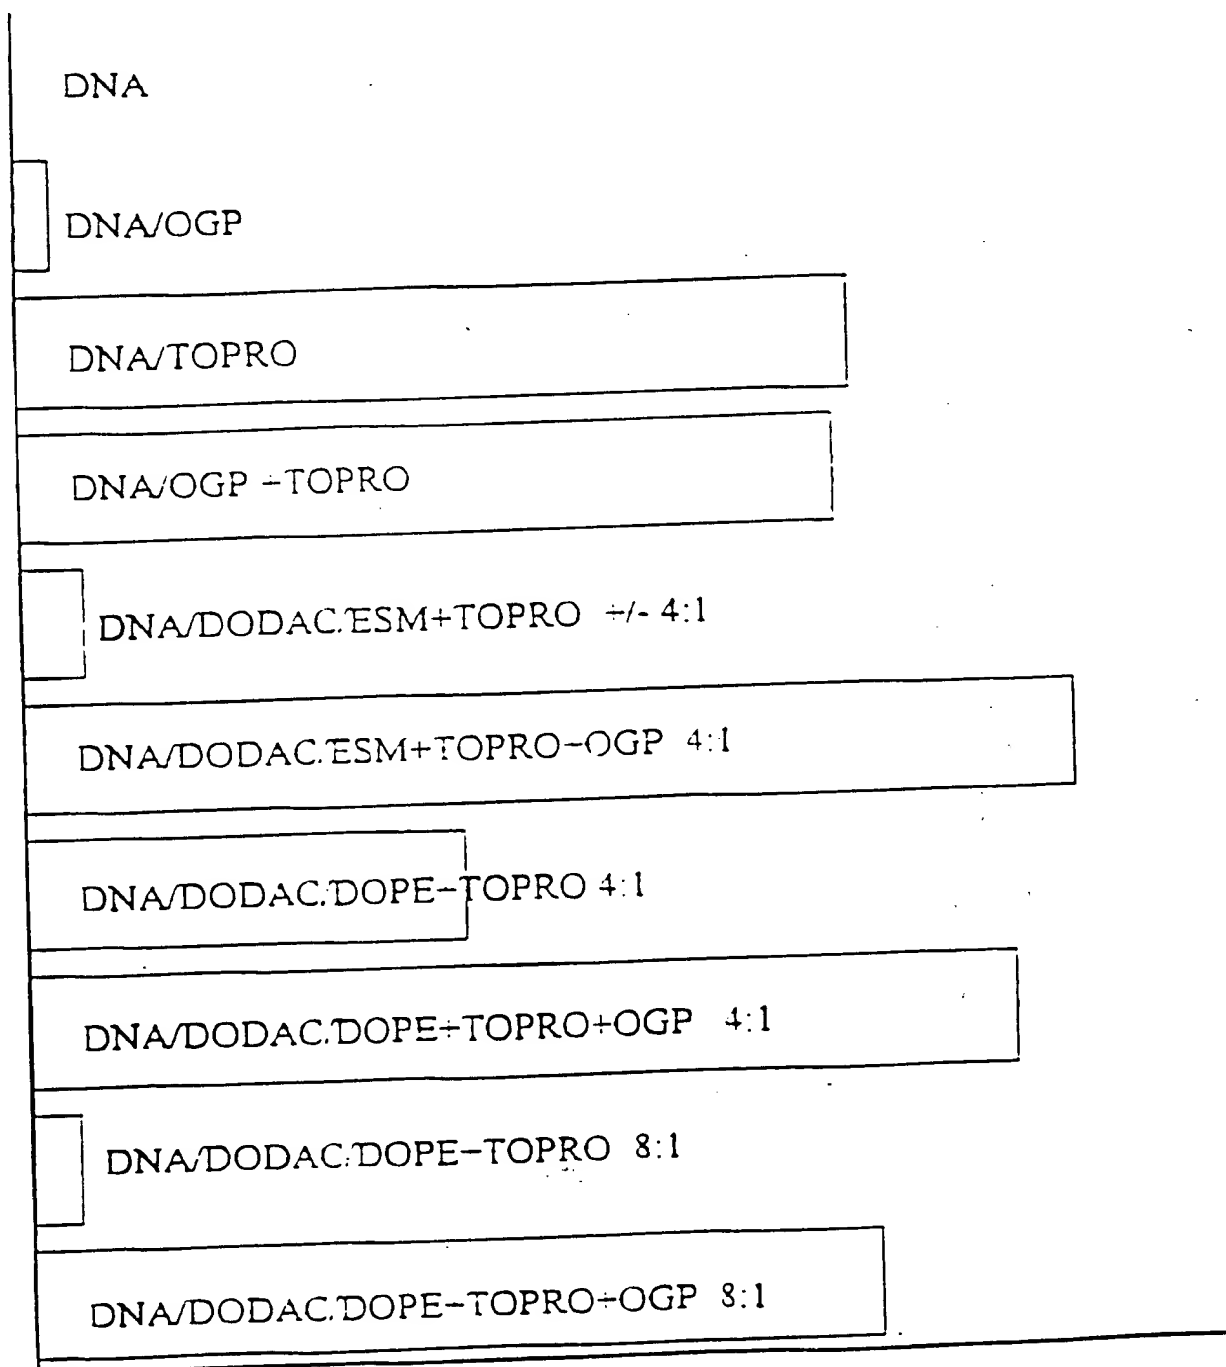 DNA
DNA/OGP
DNA/TOPRO
DNA/OGP +TOPRO
DNA/DODAC:ESM+TOPRO +/- 4:1
DNA/DODAC:ESM+TOPRO+OGP 4:1
DNA/DODAC:DOPE+TOPRO 4:1
DNA/DODAC:DOPE+TOPRO+OGP 4:1
DNA/DODAC:DOPE+TOPRO 8:1
DNA/DODAC:DOPE+TOPRO+OGP 8:1